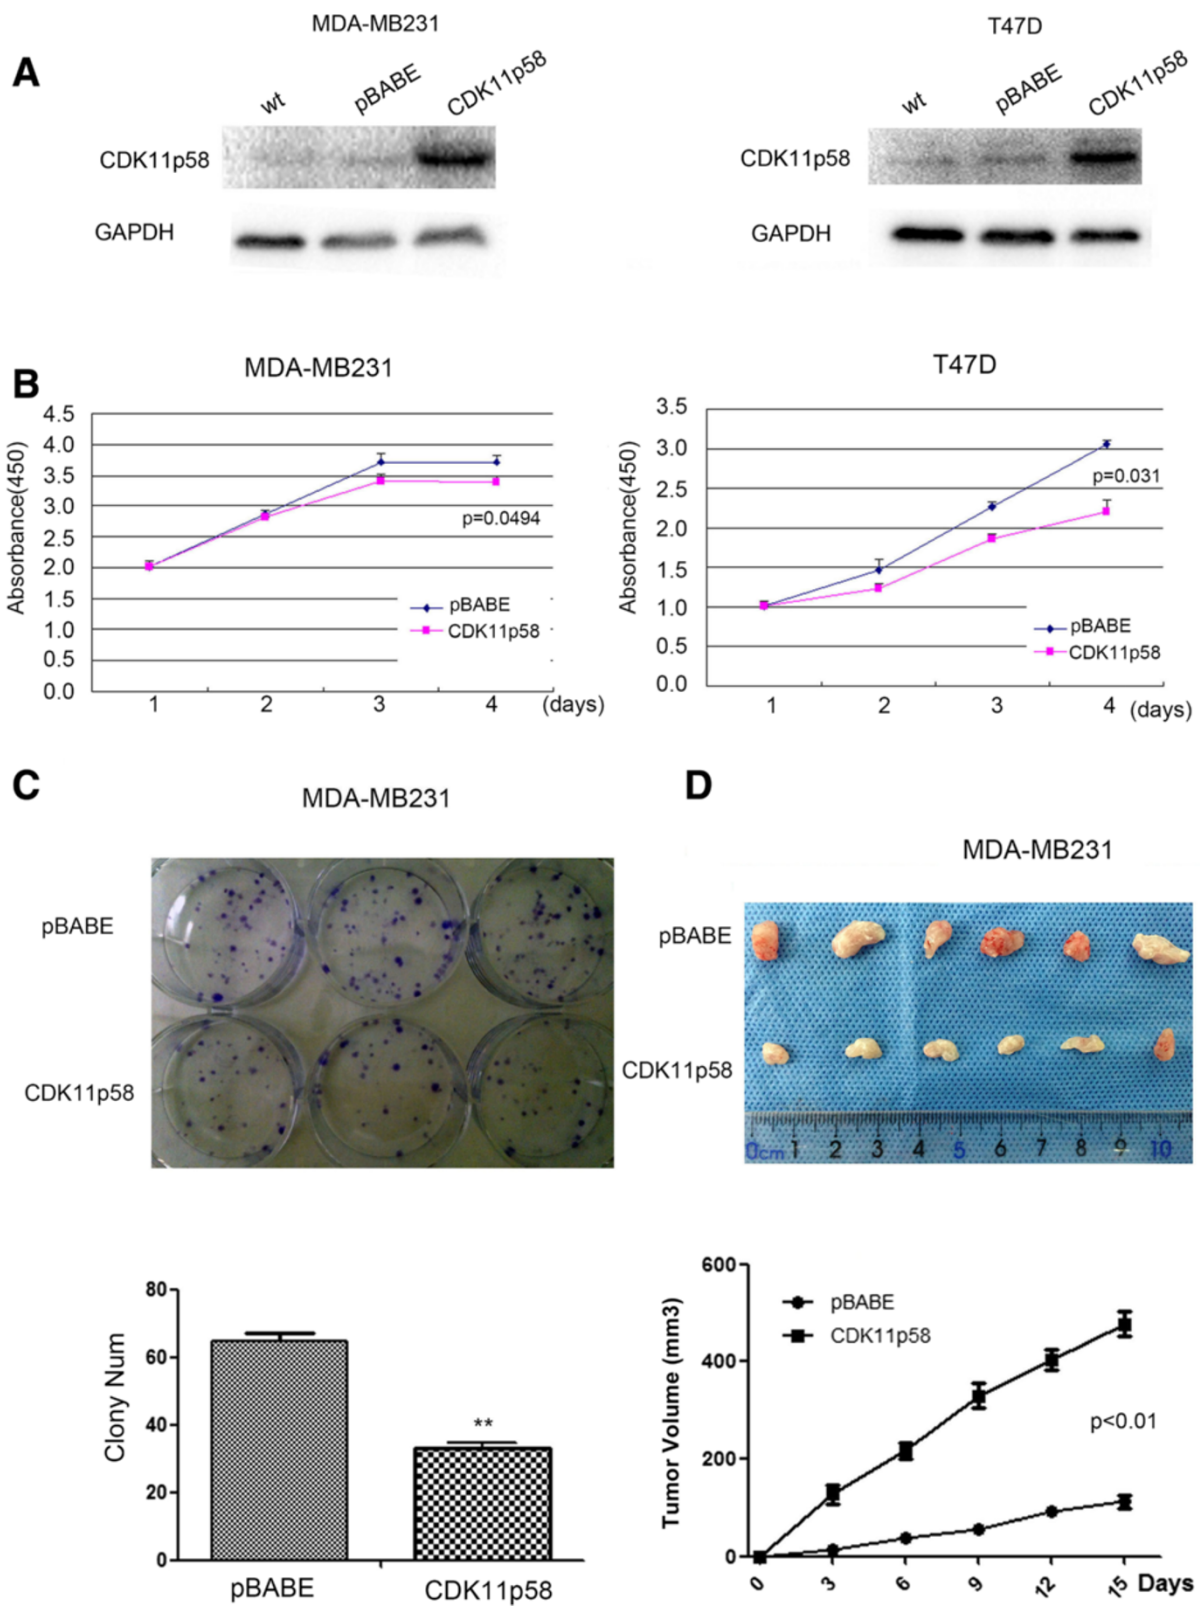 MDA-MB231
T47D
A
wt pBABE CDK11p58
wt pBABE CDK11p58
CDK11p58
CDK11p58
GAPDH
GAPDH
B
MDA-MB231
T47D
Absorbance(450)
4.5
4.0
3.5
3.0
2.5
2.0
1.5
1.0
0.5
0.0
p=0.0494
pBABE
CDK11p58
1 2 3 4 (days)
Absorbance(450)
3.5
3.0
2.5
2.0
1.5
1.0
0.5
0.0
p=0.031
pBABE
CDK11p58
1 2 3 4 (days)
C
MDA-MB231
pBABE
CDK11p58
Clony Num
80
60
40
20
0
**
pBABE CDK11p58
D
MDA-MB231
pBABE
CDK11p58
0cm 1 2 3 4 5 6 7 8 9 10
Tumor Volume (mm3)
600
400
200
0
pBABE
CDK11p58
p<0.01
0 3 6 9 12 15 Days